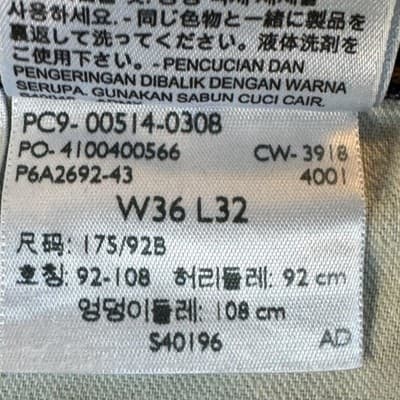 사용하세요. -同じ色物と一緒に製品を
裏返して洗ってください。液体洗剤を
ご使用下さい。-PENCUCIAN DAN
PENGERINGAN DIBALIK DENGAN WARNA
SERUPA. GUNAKAN SABUN CUCI CAIR.
PC9- 00514-0308
PO- 4100400566 CW- 3918
P6A2692-43 4001
W36 L32
尺码: 175/92B
호칭: 92-108 허리둘레: 92 cm
엉덩이둘레: 108 cm
S40196 AD